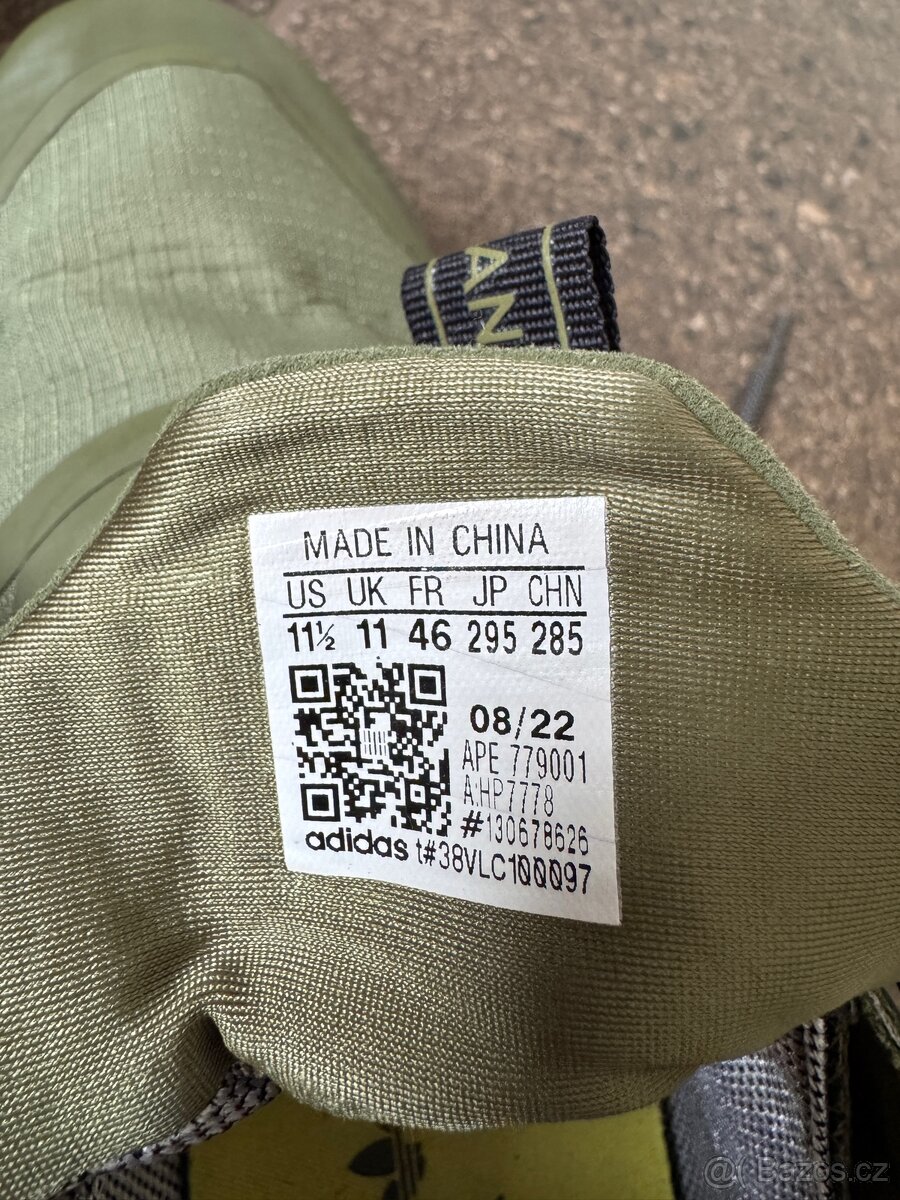 AN
MADE IN CHINA
US UK FR JP CHN
11½ 11 46 295 285
08/22
APE 779001
A:HP7778
#130678626
adidas t#38VLC100097
@ Bazos.cz